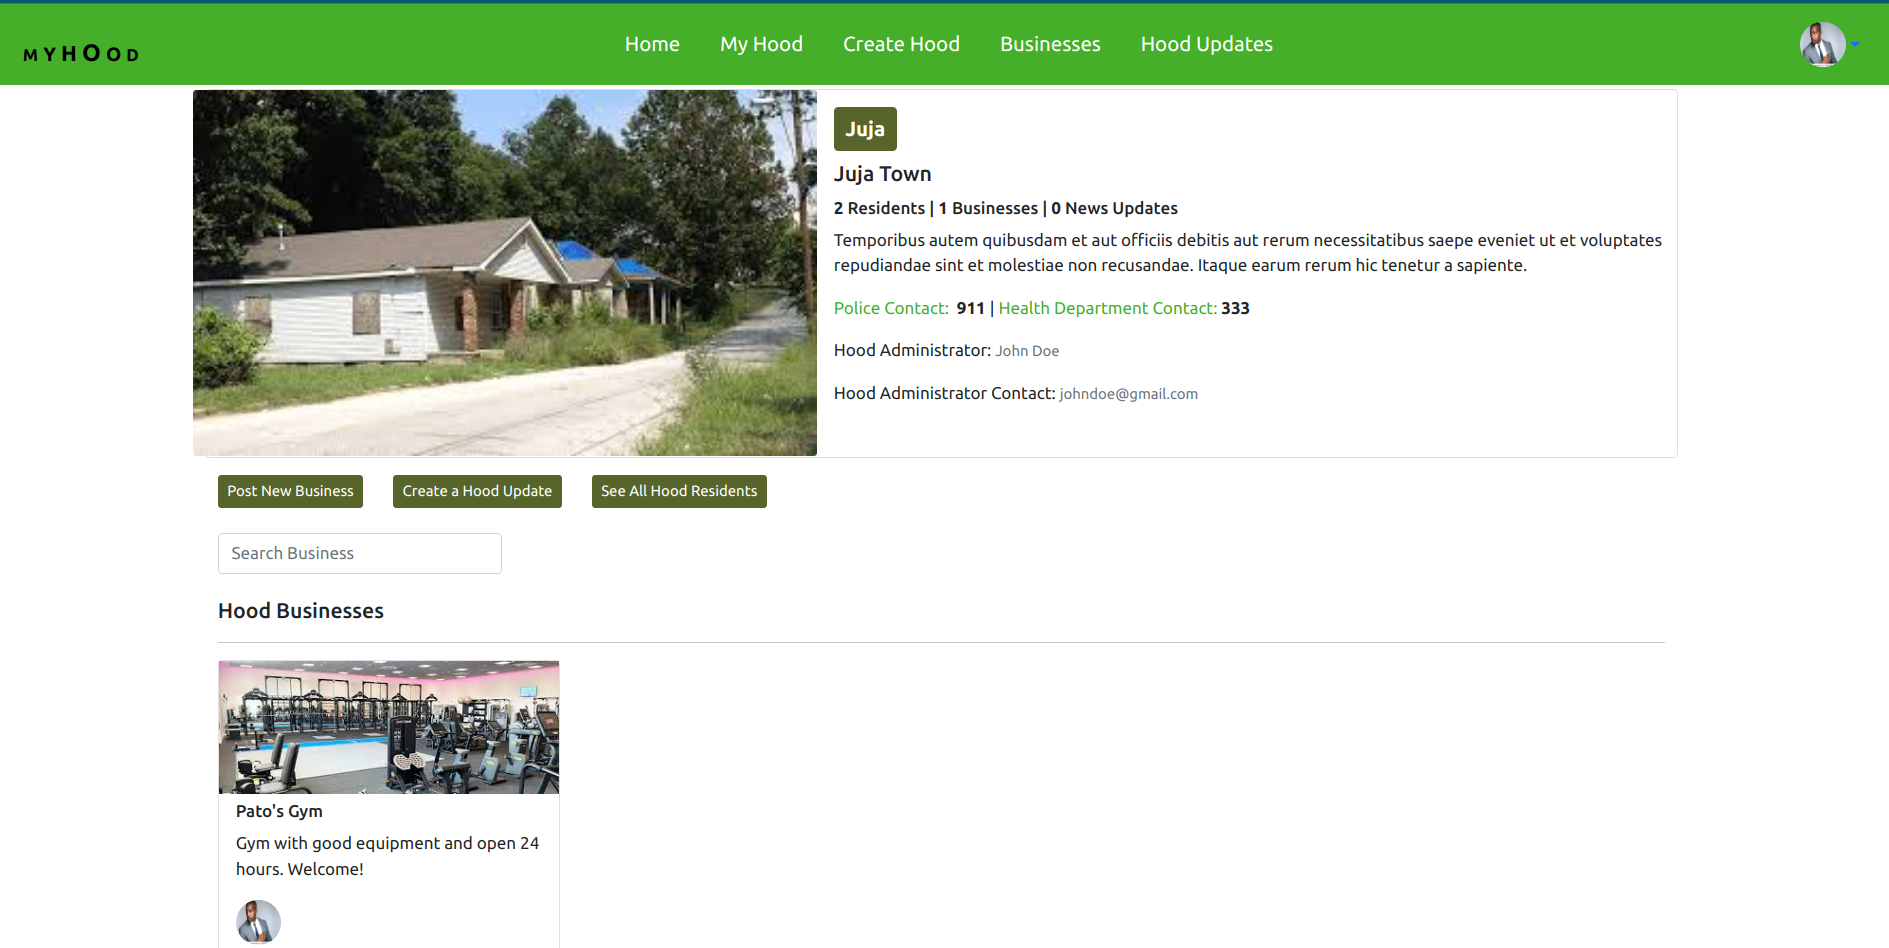 MYHOOD
Home My Hood Create Hood Businesses Hood Updates
Juja
Juja Town
2 Residents | 1 Businesses | 0 News Updates
Temporibus autem quibusdam et aut officiis debitis aut rerum necessitatibus saepe eveniet ut et voluptates
repudiandae sint et molestiae non recusandae. Itaque earum rerum hic tenetur a sapiente.
Police Contact: 911 | Health Department Contact: 333
Hood Administrator: John Doe
Hood Administrator Contact: johndoe@gmail.com
Post New Business Create a Hood Update See All Hood Residents
Search Business
Hood Businesses
Pato's Gym
Gym with good equipment and open 24
hours. Welcome!